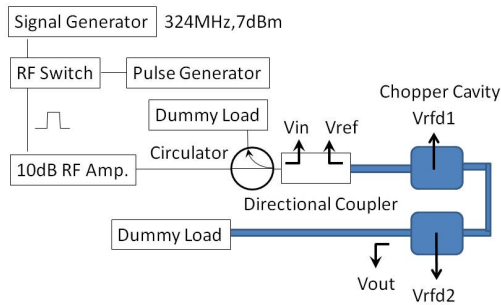 Signal Generator 324MHz,7dBm
RF Switch Pulse Generator
Chopper Cavity
Dummy Load Vin Vref Vrfd1
Circulator
10dB RF Amp.
Directional Coupler
Dummy Load
Vout
Vrfd2